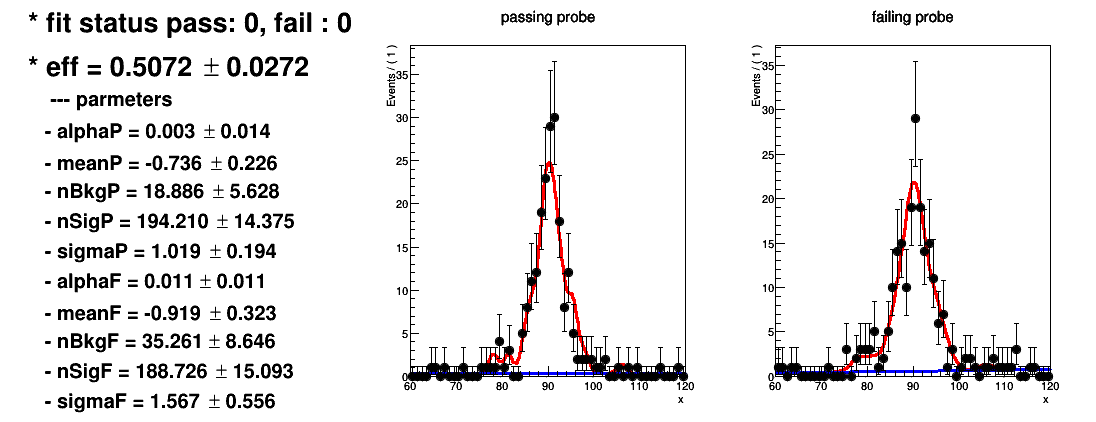 * fit status pass: 0, fail : 0
* eff = 0.5072 ± 0.0272
--- parmeters
- alphaP = 0.003 ± 0.014
- meanP = -0.736 ± 0.226
- nBkgP = 18.886 ± 5.628
- nSigP = 194.210 ± 14.375
- sigmaP = 1.019 ± 0.194
- alphaF = 0.011 ± 0.011
- meanF = -0.919 ± 0.323
- nBkgF = 35.261 ± 8.646
- nSigF = 188.726 ± 15.093
- sigmaF = 1.567 ± 0.556
passing probe
Events / ( 1 )
35
30
25
20
15
10
5
0
60 70 80 90 100 110 120
x
failing probe
Events / ( 1 )
35
30
25
20
15
10
5
0
60 70 80 90 100 110 120
x